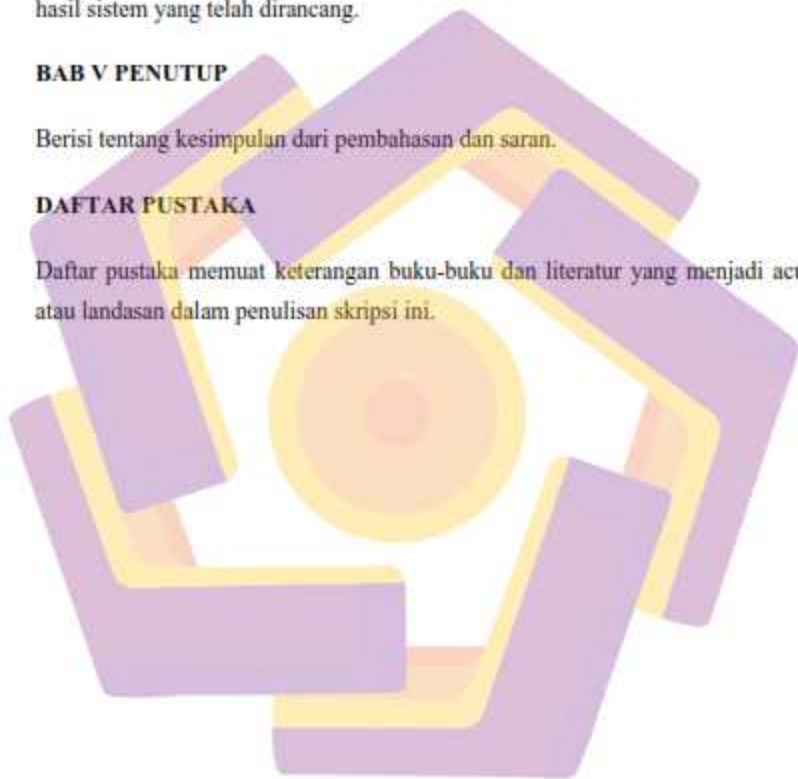 hasil sistem yang telah dirancang.
BAB V PENUTUP
Berisi tentang kesimpulan dari pembahasan dan saran.
DAFTAR PUSTAKA
Daftar pustaka memuat keterangan buku-buku dan literatur yang menjadi
atau landasan dalam penulisan skripsi ini.